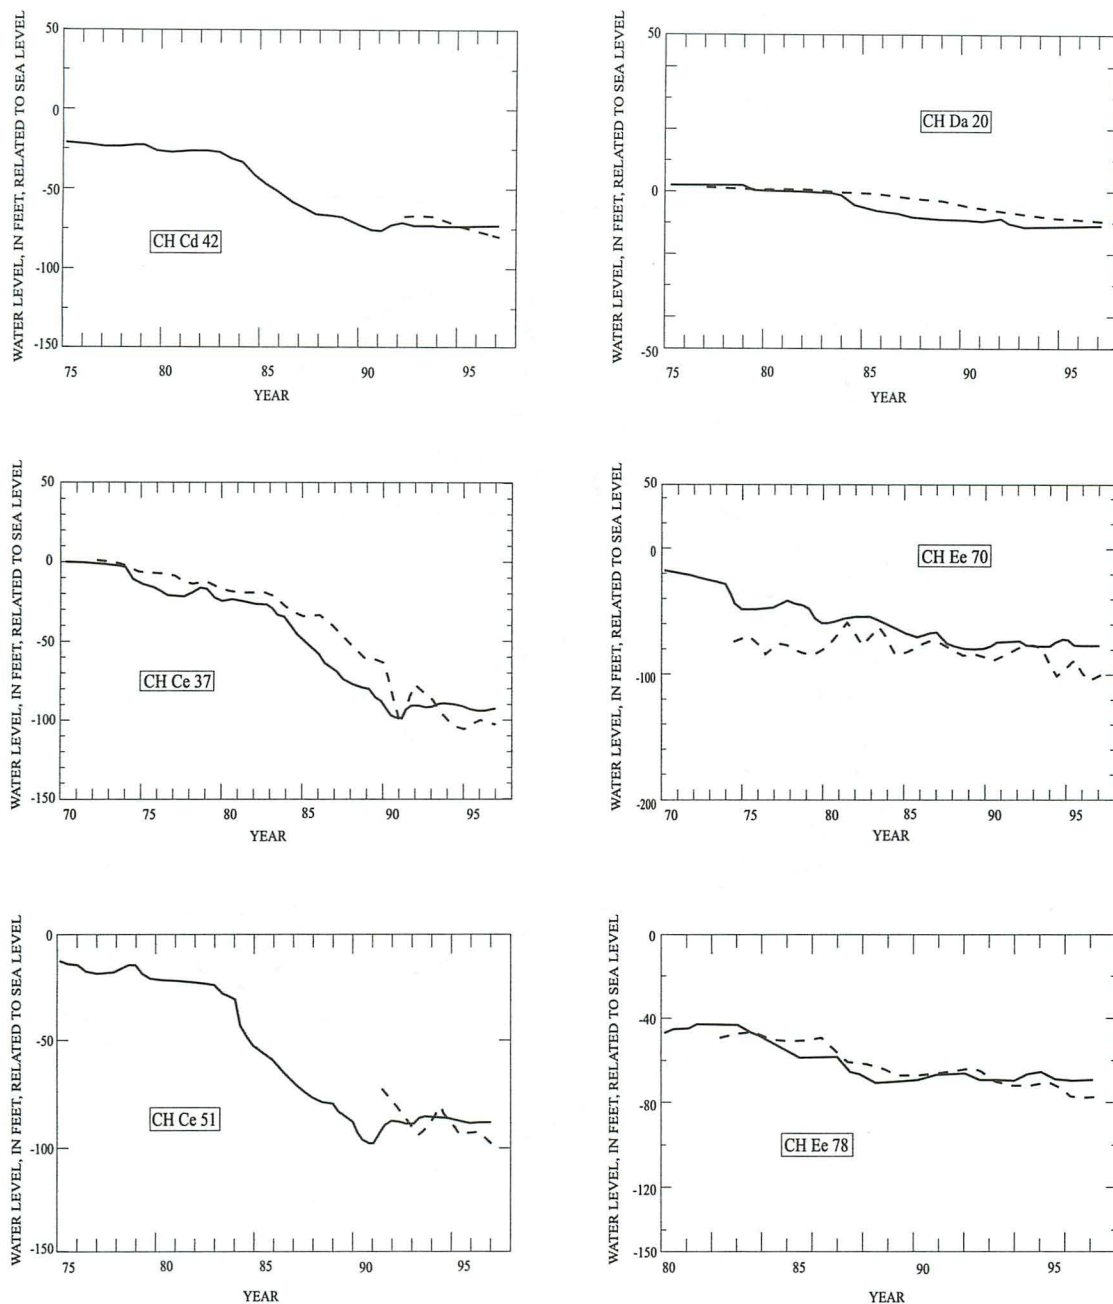 WATER LEVEL, IN FEET, RELATED TO SEA LEVEL
50
0
-50
-100
-150
CH Cd 42
75 80 85 90 95
YEAR
WATER LEVEL, IN FEET, RELATED TO SEA LEVEL
50
0
-50
CH Da 20
75 80 85 90 95
YEAR
WATER LEVEL, IN FEET, RELATED TO SEA LEVEL
50
0
-50
-100
-150
CH Ce 37
70 75 80 85 90 95
YEAR
WATER LEVEL, IN FEET, RELATED TO SEA LEVEL
50
0
-100
-200
CH Ee 70
70 75 80 85 90 95
YEAR
WATER LEVEL, IN FEET, RELATED TO SEA LEVEL
0
-50
-100
-150
CH Ce 51
75 80 85 90 95
YEAR
WATER LEVEL, IN FEET, RELATED TO SEA LEVEL
0
-40
-80
-120
-150
CH Ee 78
80 85 90 95
YEAR